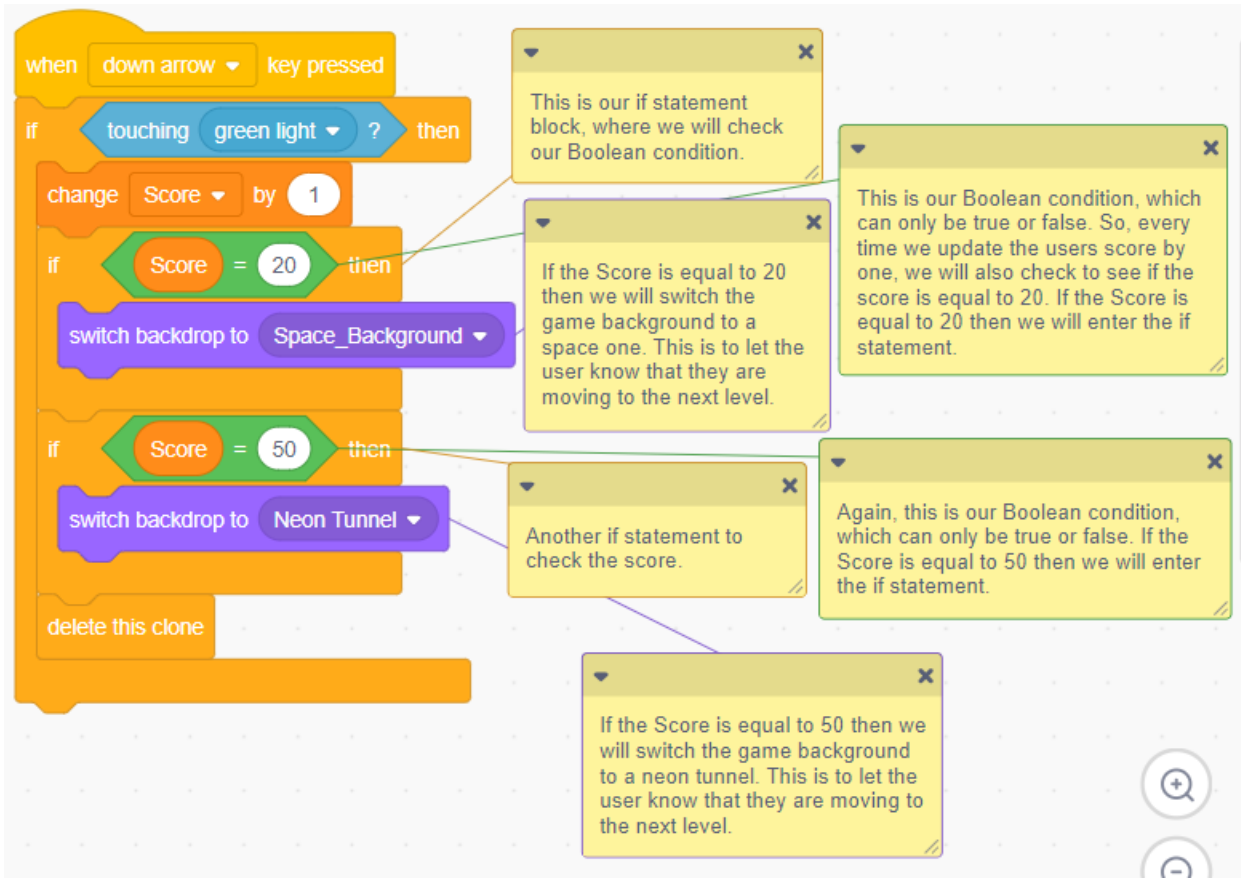 when down arrow key pressed
if touching green light ? then
change Score by 1
if Score = 20 then
switch backdrop to Space_Background
if Score = 50 then
switch backdrop to Neon Tunnel
delete this clone
This is our if statement
block, where we will check
our Boolean condition.
This is our Boolean condition, which
can only be true or false. So, every
time we update the users score by
one, we will also check to see if the
score is equal to 20. If the Score is
equal to 20 then we will enter the if
statement.
If the Score is equal to 20
then we will switch the
game background to a
space one. This is to let the
user know that they are
moving to the next level.
Another if statement to
check the score.
Again, this is our Boolean condition,
which can only be true or false. If the
Score is equal to 50 then we will enter
the if statement.
If the Score is equal to 50 then we
will switch the game background
to a neon tunnel. This is to let the
user know that they are moving to
the next level.